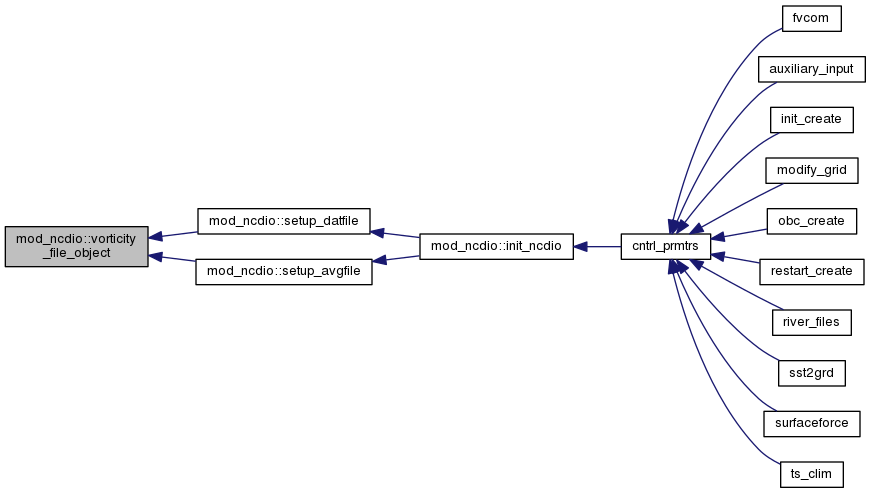 mod_ncdio::vorticity
_file_object
mod_ncdio::setup_datfile
mod_ncdio::setup_avgfile
mod_ncdio::init_ncdio
cntrl_prmtrs
fvcom
auxiliary_input
init_create
modify_grid
obc_create
restart_create
river_files
sst2grd
surfaceforce
ts_clim